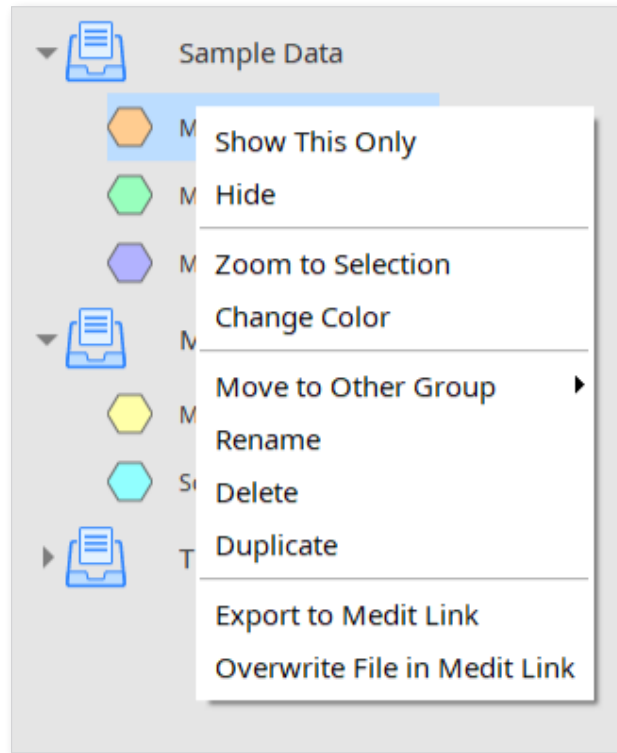 Sample Data
M
Show This Only
M
Hide
M
Zoom to Selection
Change Color
M
Move to Other Group
M
Rename
Delete
Duplicate
T
Export to Medit Link
Overwrite File in Medit Link